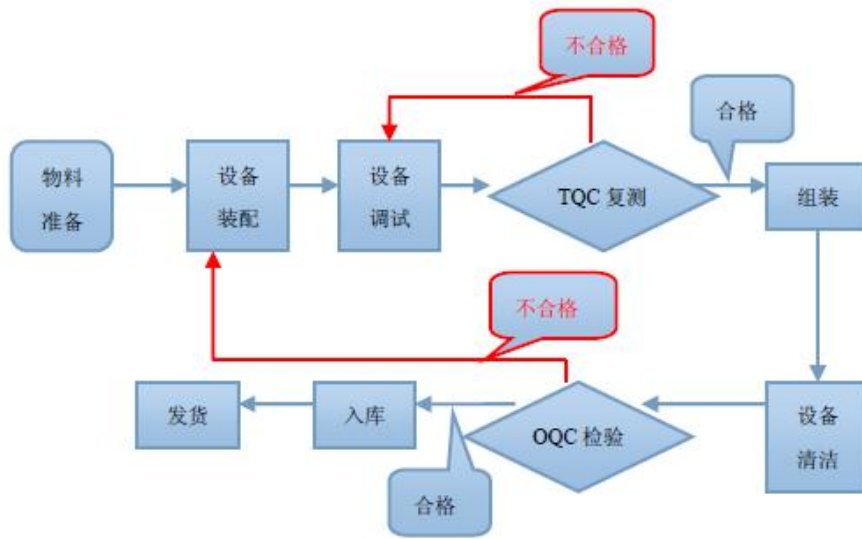 不合格
合格
物料
准备
设备
装配
设备
调试
TQC 复测
组装
不合格
发货
入库
OQC 检验
设备
清洁
合格